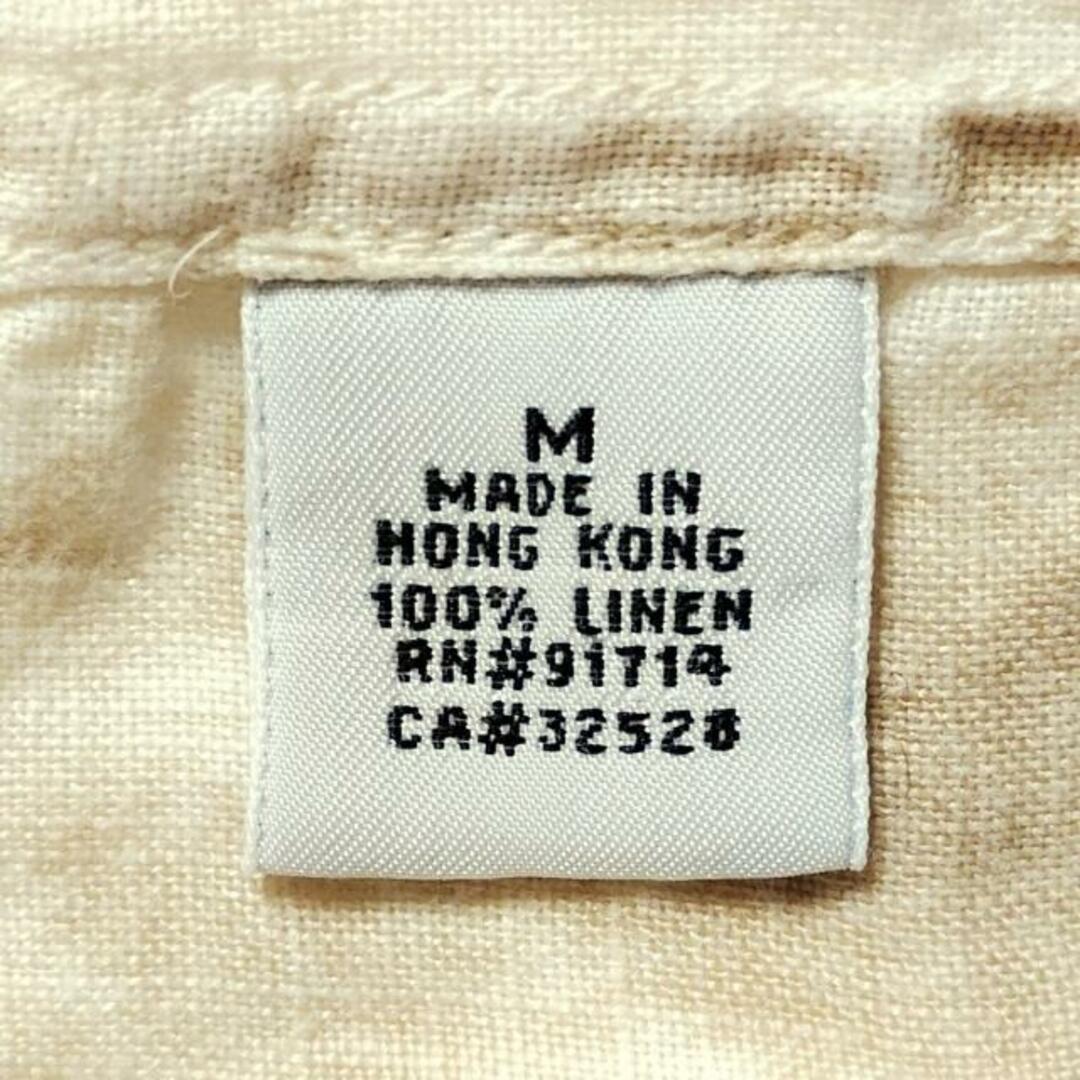 M
MADE IN
HONG KONG
100% LINEN
RN#91714
CA#32528